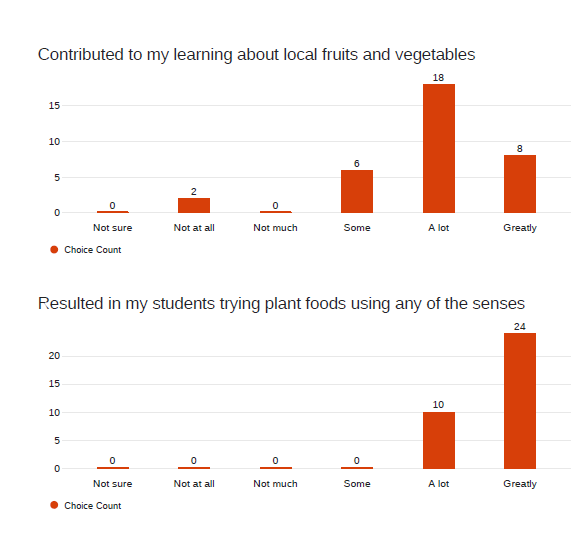 Contributed to my learning about local fruits and vegetables
18
15
10
8
6
5
2
0 0 0
Not sure Not at all Not much Some A lot Greatly
Choice Count
Resulted in my students trying plant foods using any of the senses
24
20
15
10
10
5
0 0 0 0
0
Not sure Not at all Not much Some A lot Greatly
Choice Count